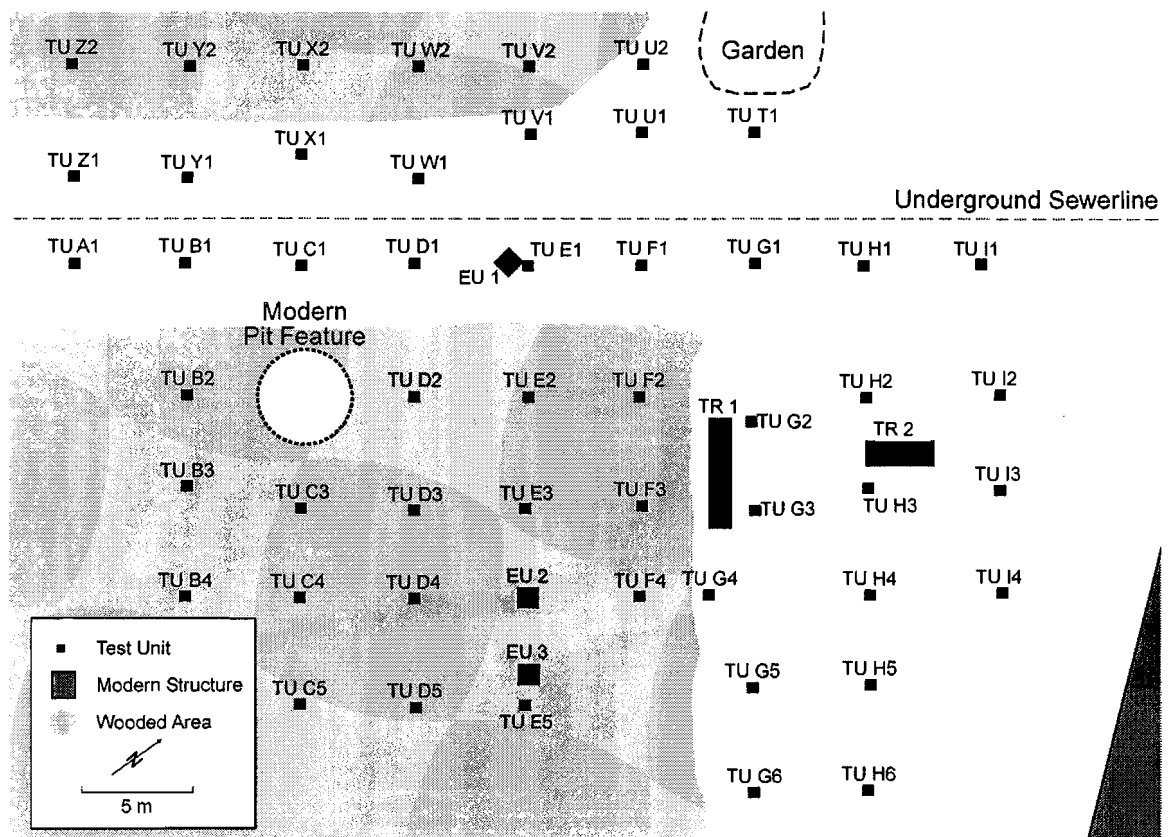 TU Z2
TU Y2
TU X2
TU W2
TU V2
TU U2
Garden
TU Z1
TU Y1
TU X1
TU W1
TU V1
TU U1
TU T1
Underground Sewerline
TU A1
TU B1
TU C1
TU D1
EU 1
TU E1
TU F1
TU G1
TU H1
TU I1
Modern
Pit Feature
TU B2
TU D2
TU E2
TU F2
TR 1
TU G2
TU H2
TR 2
TU I2
TU B3
TU C3
TU D3
TU E3
TU F3
TU G3
TU H3
TU I3
TU B4
TU C4
TU D4
EU 2
TU F4
TU G4
TU H4
TU I4
EU 3
TU C5
TU D5
TU E5
TU G5
TU H5
TU G6
TU H6
Test Unit
Modern Structure
Wooded Area
N
5 m